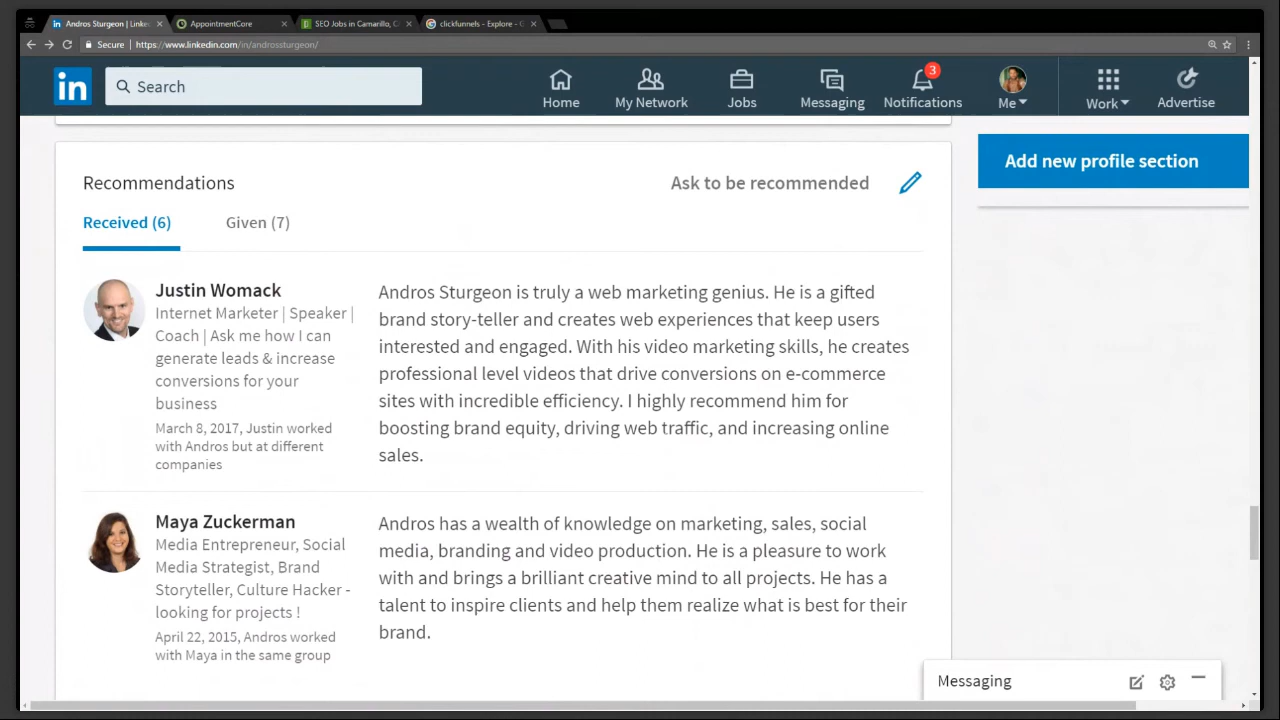 Andros Sturgeon | Linke
AppointmentCore
SEO Jobs in Camarillo, C
clickfunnels - Explore - G
Secure
https://www.linkedin.com/in/androssturgeon/
in
Search
Home
My Network
Jobs
Messaging
3
Notifications
Me
Work
Advertise
Add new profile section
Recommendations
Ask to be recommended
Received (6)
Given (7)
Justin Womack
Internet Marketer | Speaker |
Coach | Ask me how I can
generate leads & increase
conversions for your
business
March 8, 2017, Justin worked
with Andros but at different
companies
Andros Sturgeon is truly a web marketing genius. He is a gifted
brand story-teller and creates web experiences that keep users
interested and engaged. With his video marketing skills, he creates
professional level videos that drive conversions on e-commerce
sites with incredible efficiency. I highly recommend him for
boosting brand equity, driving web traffic, and increasing online
sales.
Maya Zuckerman
Media Entrepreneur, Social
Media Strategist, Brand
Storyteller, Culture Hacker -
looking for projects !
April 22, 2015, Andros worked
with Maya in the same group
Andros has a wealth of knowledge on marketing, sales, social
media, branding and video production. He is a pleasure to work
with and brings a brilliant creative mind to all projects. He has a
talent to inspire clients and help them realize what is best for their
brand.
Messaging